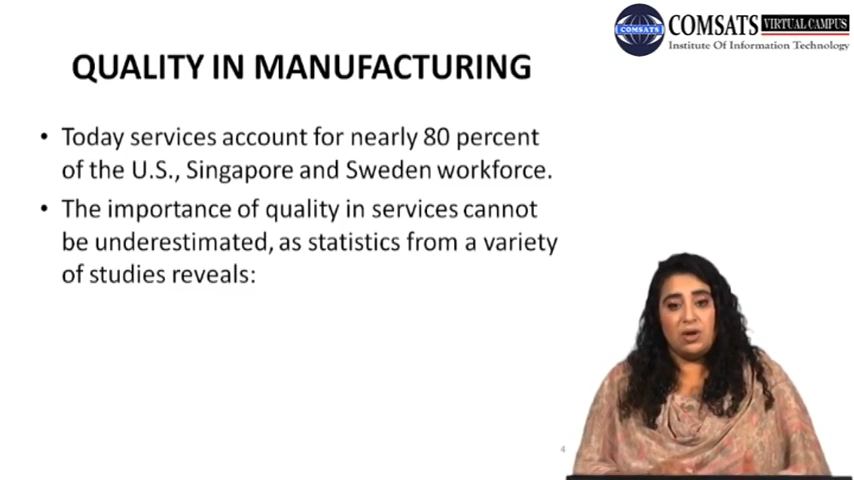 COMSATS VIRTUAL CAMPUS
Institute Of Information Technology
COMSATS
QUALITY IN MANUFACTURING
• Today services account for nearly 80 percent
of the U.S., Singapore and Sweden workforce.
• The importance of quality in services cannot
be underestimated, as statistics from a variety
of studies reveals:
4